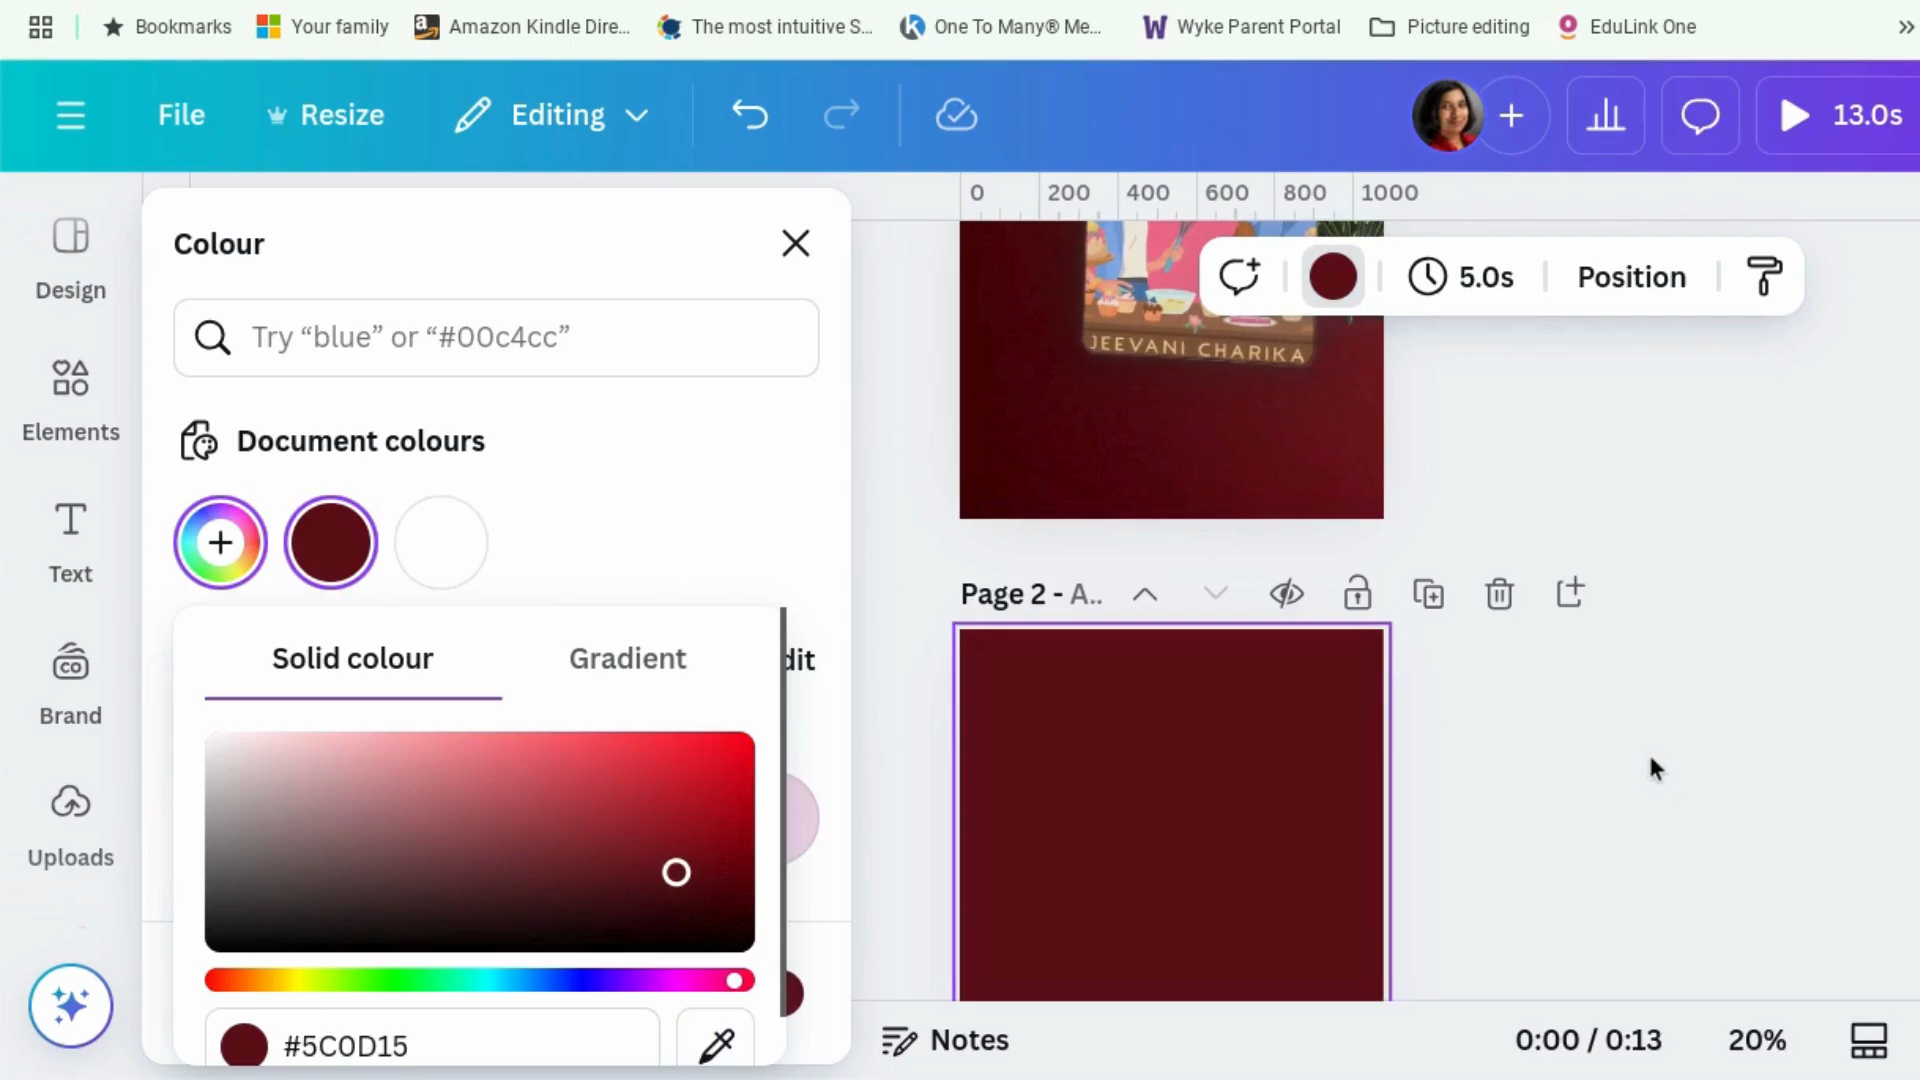 Bookmarks
Your family
Amazon Kindle Dire...
The most intuitive S...
One To Many® Me...
Wyke Parent Portal
Picture editing
EduLink One
File
Resize
Editing
13.0s
Design
Elements
Text
Brand
Uploads
Colour
Try “blue” or “#00c4cc”
Document colours
Solid colour
Gradient
dit
#5C0D15
0 200 400 600 800 1000
5.0s
Position
JEEVANI CHARIKA
Page 2 - A..
Notes
0:00 / 0:13
20%